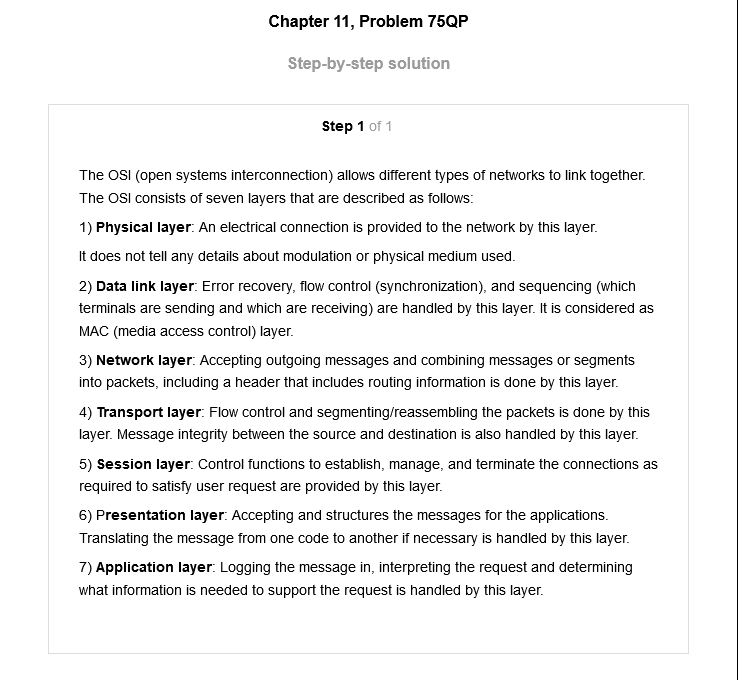 Chapter 11, Problem 75QP
Step-by-step solution
Step 1 of 1
The OSI (open systems interconnection) allows different types of networks to link together.
The OSI consists of seven layers that are described as follows:
1) Physical layer: An electrical connection is provided to the network by this layer.
It does not tell any details about modulation or physical medium used.
2) Data link layer: Error recovery, flow control (synchronization), and sequencing (which
terminals are sending and which are receiving) are handled by this layer. It is considered as
MAC (media access control) layer.
3) Network layer: Accepting outgoing messages and combining messages or segments
into packets, including a header that includes routing information is done by this layer.
4) Transport layer: Flow control and segmenting/reassembling the packets is done by this
layer. Message integrity between the source and destination is also handled by this layer.
5) Session layer: Control functions to establish, manage, and terminate the connections as
required to satisfy user request are provided by this layer.
6) Presentation layer: Accepting and structures the messages for the applications.
Translating the message from one code to another if necessary is handled by this layer.
7) Application layer: Logging the message in, interpreting the request and determining
what information is needed to support the request is handled by this layer.